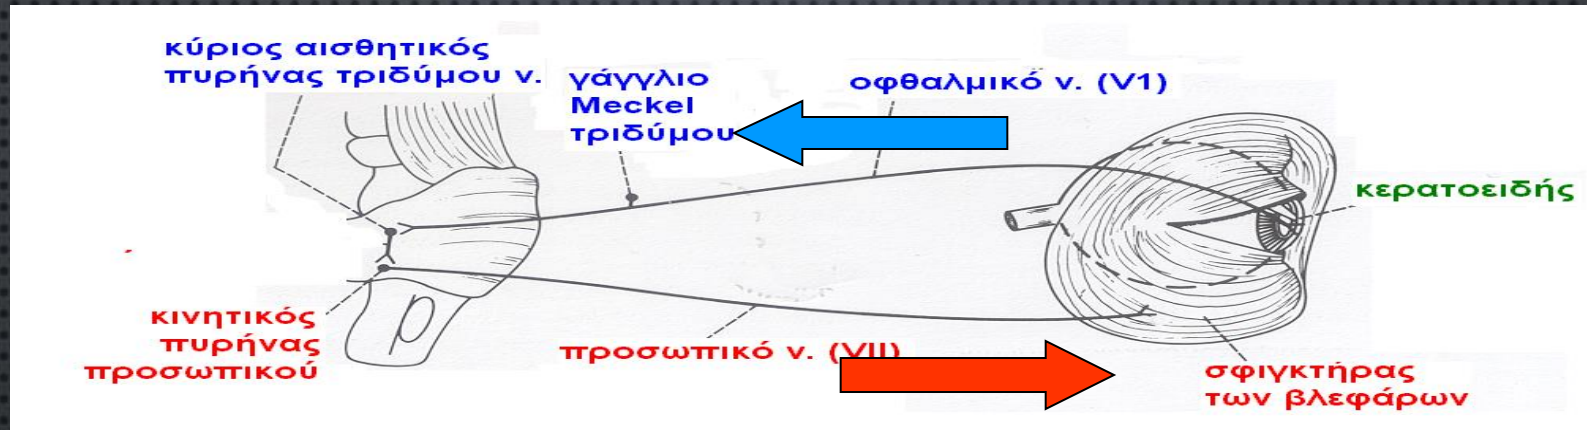 κύριος αισθητικός
πυρήνας τριδύμου ν.
γάγγλιο
Meckel
τριδύμου
οφθαλμικό ν. (V1)
κερατοειδής
κινητικός
πυρήνας
προσωπικού
προσωπικό ν. (VII)
σφιγκτήρας
των βλεφάρων